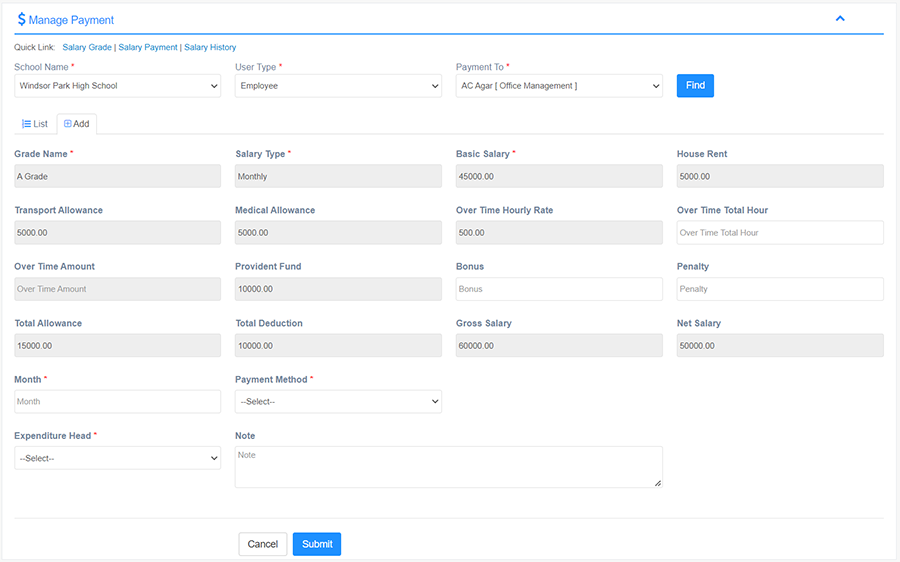 $ Manage Payment
Quick Link: Salary Grade | Salary Payment | Salary History
School Name * User Type * Payment To *
Windsor Park High School Employee AC Agar [ Office Management ] Find
List Add
Grade Name * Salary Type * Basic Salary * House Rent
A Grade Monthly 45000.00 5000.00
Transport Allowance Medical Allowance Over Time Hourly Rate Over Time Total Hour
5000.00 5000.00 500.00 Over Time Total Hour
Over Time Amount Provident Fund Bonus Penalty
Over Time Amount 10000.00 Bonus Penalty
Total Allowance Total Deduction Gross Salary Net Salary
15000.00 10000.00 60000.00 50000.00
Month * Payment Method *
Month --Select--
Expenditure Head * Note
--Select-- Note
Cancel Submit